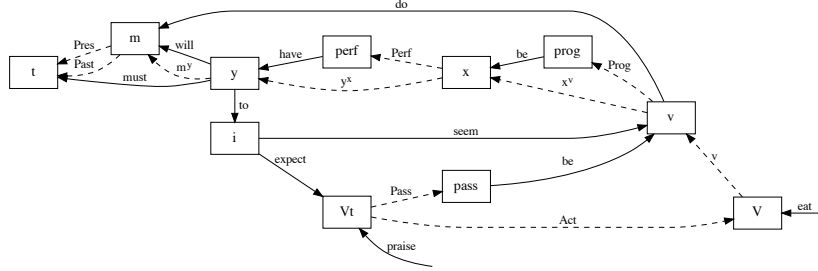 do
m
Pres
will
have
perf
Perf
be
prog
Prog
t
Past
m^y
y
y^x
x
x^v
must
to
v
i
seem
expect
be
v
Pass
pass
Vt
Act
V
eat
praise